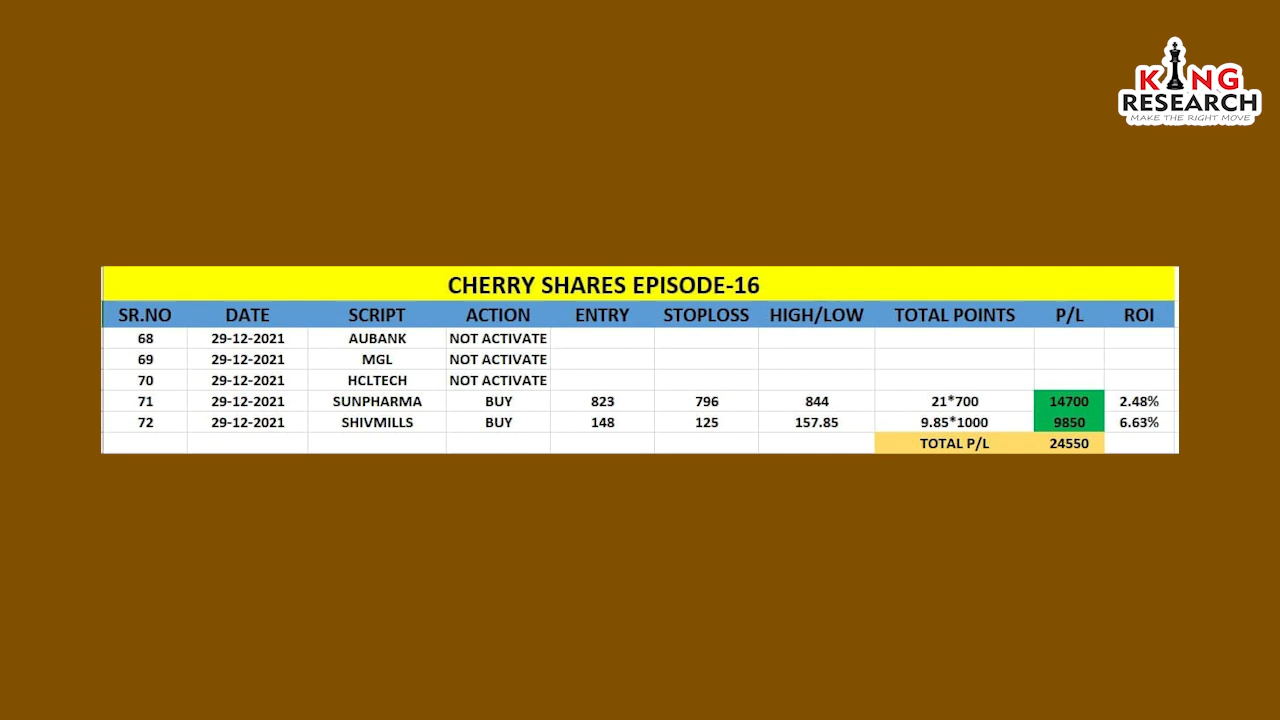 KING
RESEARCH
MAKE THE RIGHT MOVE
CHERRY SHARES EPISODE-16
SR.NO DATE SCRIPT ACTION ENTRY STOPLOSS HIGH/LOW TOTAL POINTS P/L ROI
68 29-12-2021 AUBANK NOT ACTIVATE
69 29-12-2021 MGL NOT ACTIVATE
70 29-12-2021 HCLTECH NOT ACTIVATE
71 29-12-2021 SUNPHARMA BUY 823 796 844 21*700 14700 2.48%
72 29-12-2021 SHIVMILLS BUY 148 125 157.85 9.85*1000 9850 6.63%
TOTAL P/L 24550